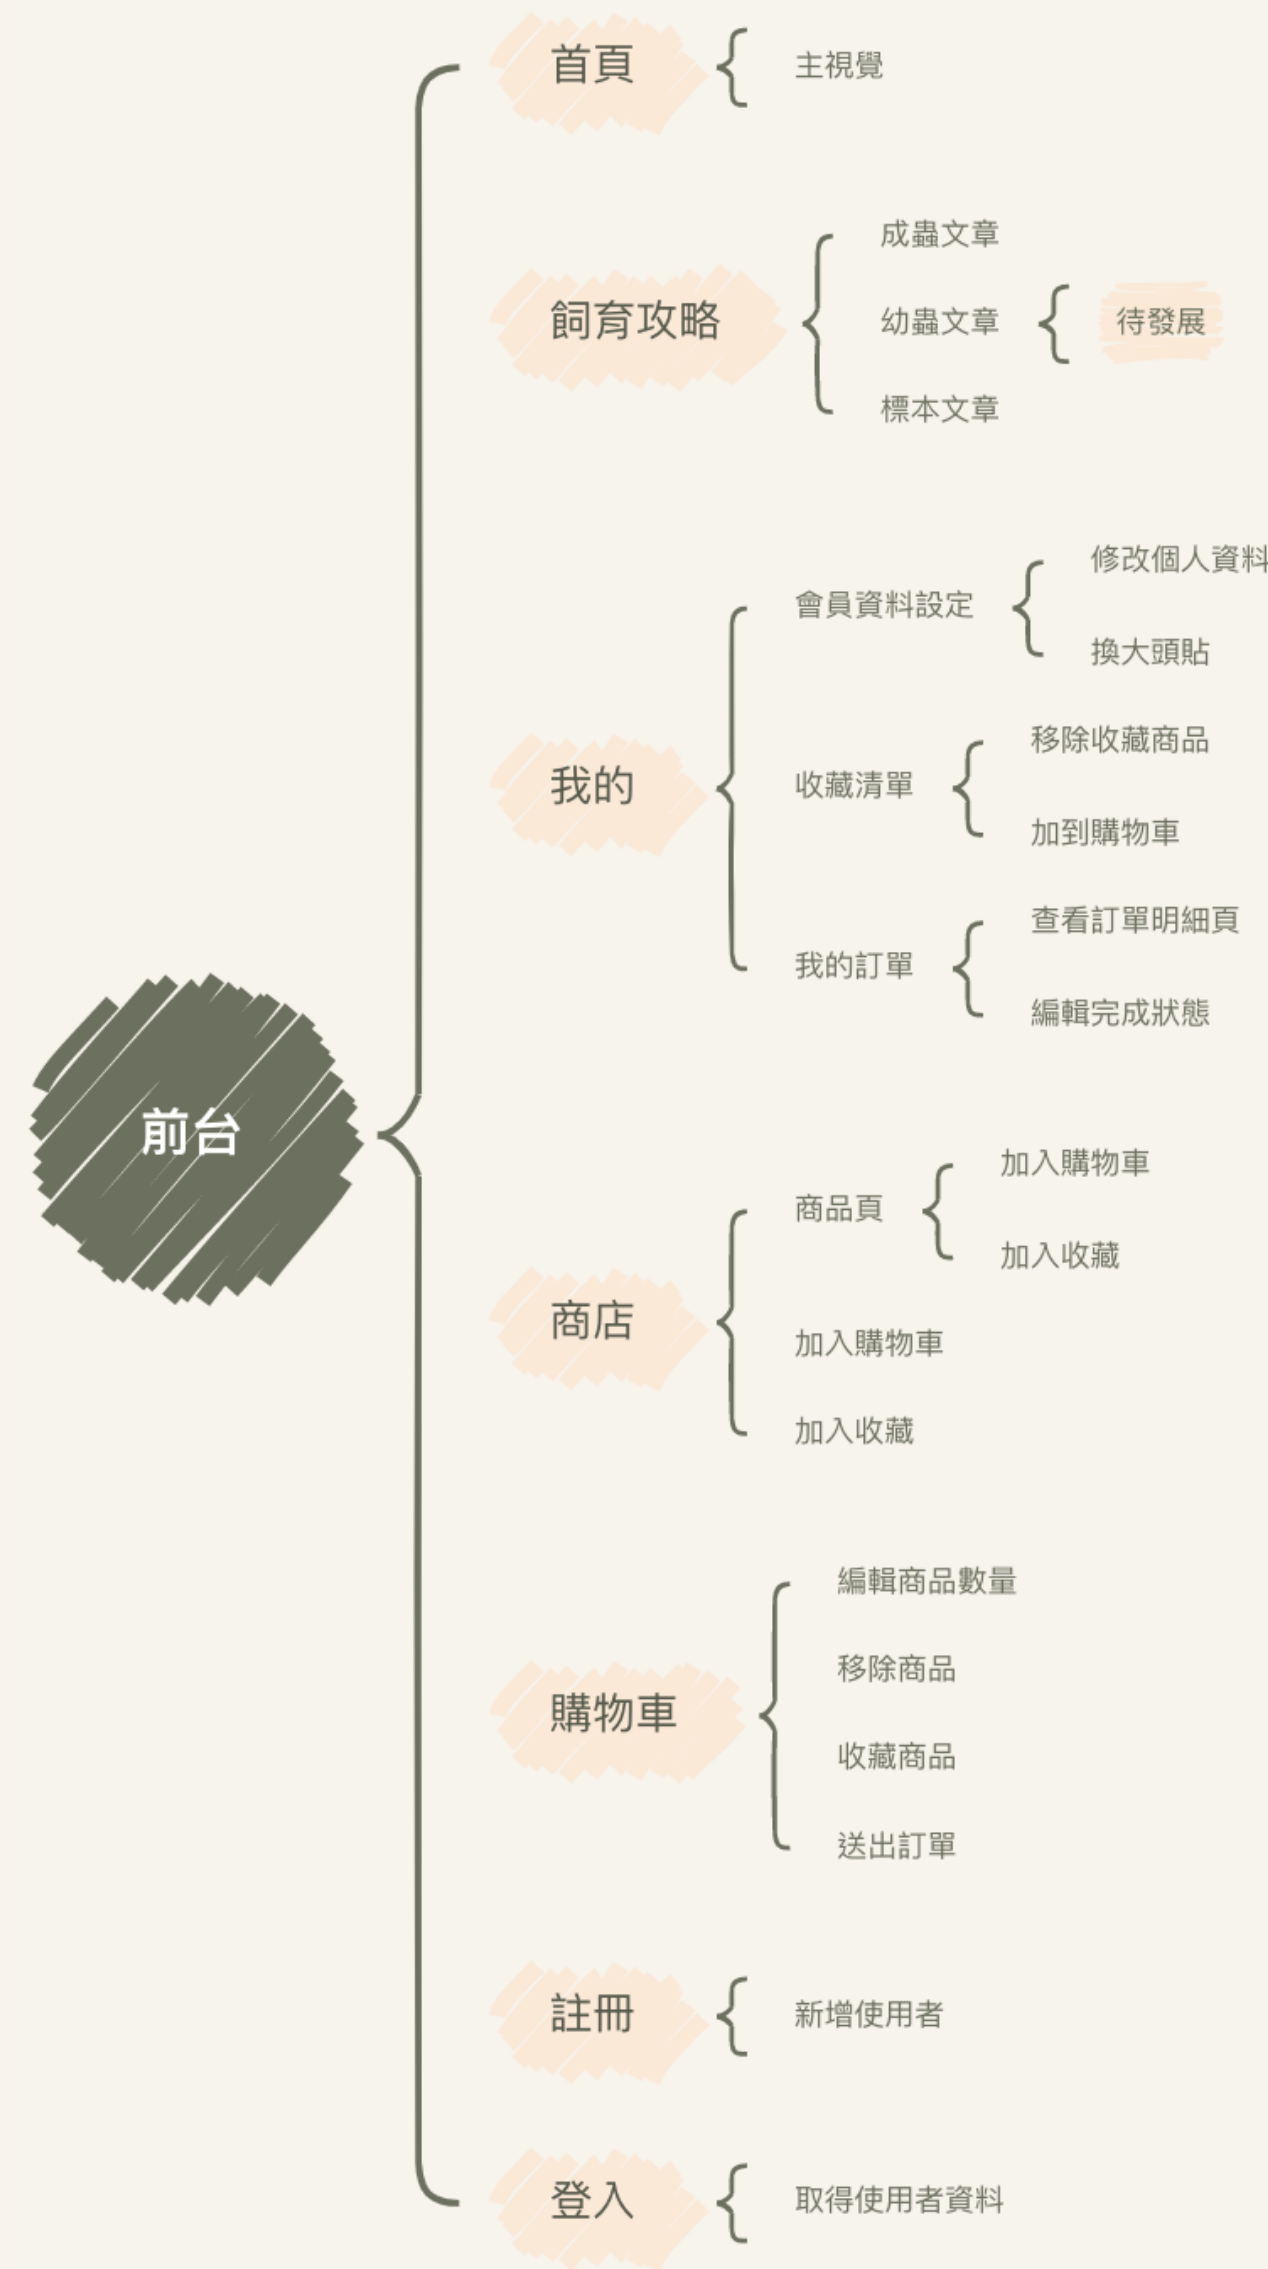 首頁
主視覺
飼育攻略
成蟲文章
幼蟲文章
待發展
標本文章
我的
會員資料設定
修改個人資料
換大頭貼
收藏清單
移除收藏商品
加到購物車
我的訂單
查看訂單明細頁
編輯完成狀態
前台
商店
商品頁
加入購物車
加入收藏
加入購物車
加入收藏
購物車
編輯商品數量
移除商品
收藏商品
送出訂單
註冊
新增使用者
登入
取得使用者資料